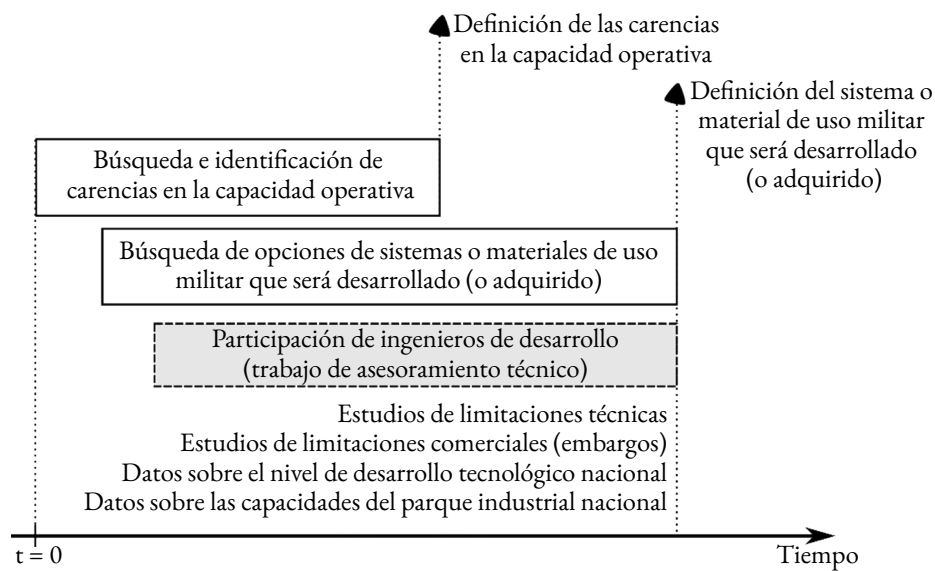 Definición de las carencias
en la capacidad operativa
Definición del sistema o
material de uso militar
que será desarrollado
(o adquirido)
Búsqueda e identificación de
carencias en la capacidad operativa
Búsqueda de opciones de sistemas o materiales de uso
militar que será desarrollado (o adquirido)
Participación de ingenieros de desarrollo
(trabajo de asesoramiento técnico)
Estudios de limitaciones técnicas
Estudios de limitaciones comerciales (embargos)
Datos sobre el nivel de desarrollo tecnológico nacional
Datos sobre las capacidades del parque industrial nacional
t = 0
Tiempo